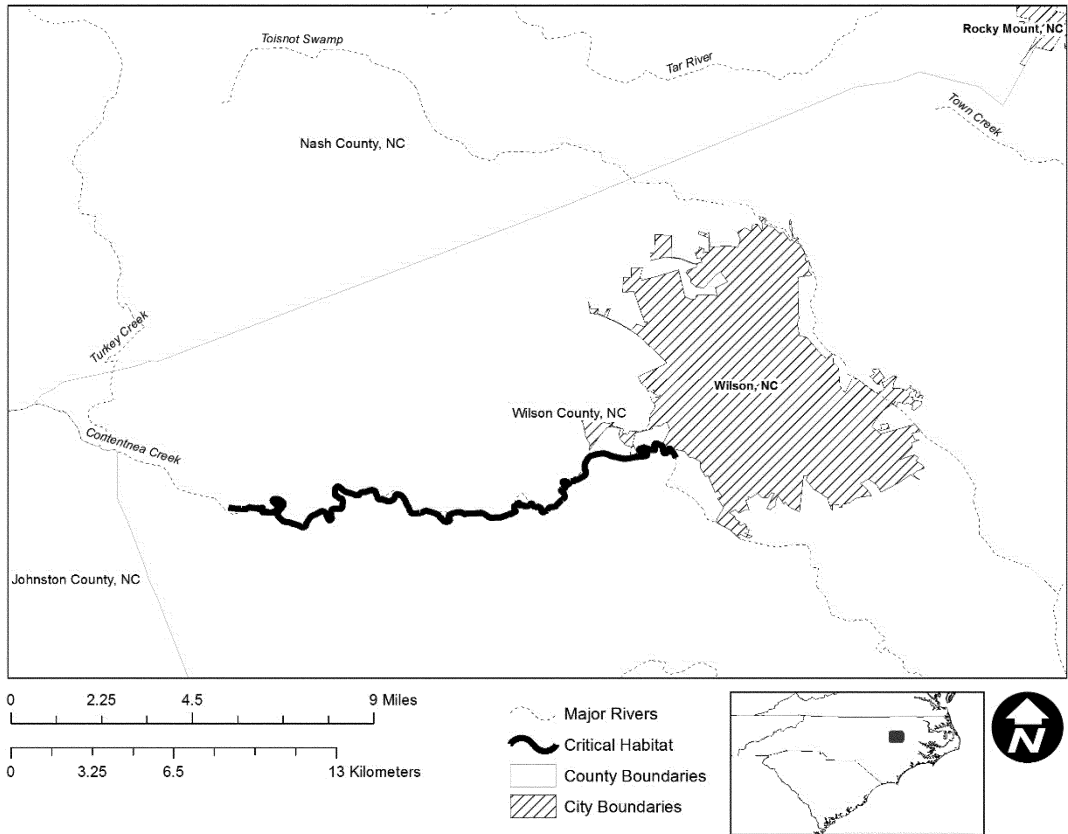 Rocky Mount, NC
Toisnot Swamp
Tar River
Town Creek
Nash County, NC
Turkey Creek
Wilson, NC
Wilson County, NC
Contentnea Creek
Johnston County, NC
0 2.25 4.5 9 Miles
0 3.25 6.5 13 Kilometers
Major Rivers
Critical Habitat
County Boundaries
City Boundaries
N